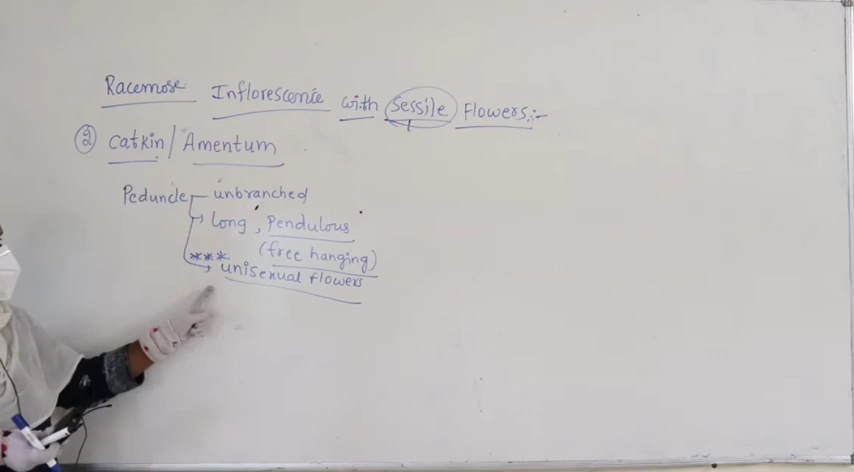 Racemose Inflorescence with Sessile Flowers:-
② Catkin/Amentum
Peduncle - unbranched
→ Long, Pendulous
(free hanging)
*** → unisexual flowers